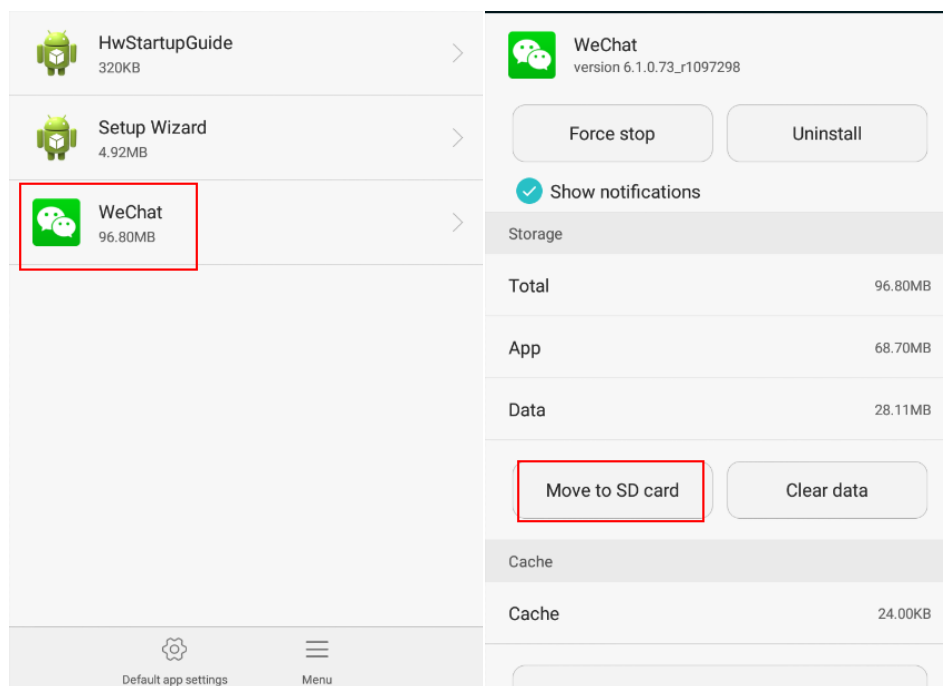 HwStartupGuide
320KB
Setup Wizard
4.92MB
WeChat
96.80MB
Default app settings
Menu
WeChat
version 6.1.0.73_r1097298
Force stop
Uninstall
Show notifications
Storage
Total
96.80MB
App
68.70MB
Data
28.11MB
Move to SD card
Clear data
Cache
Cache
24.00KB